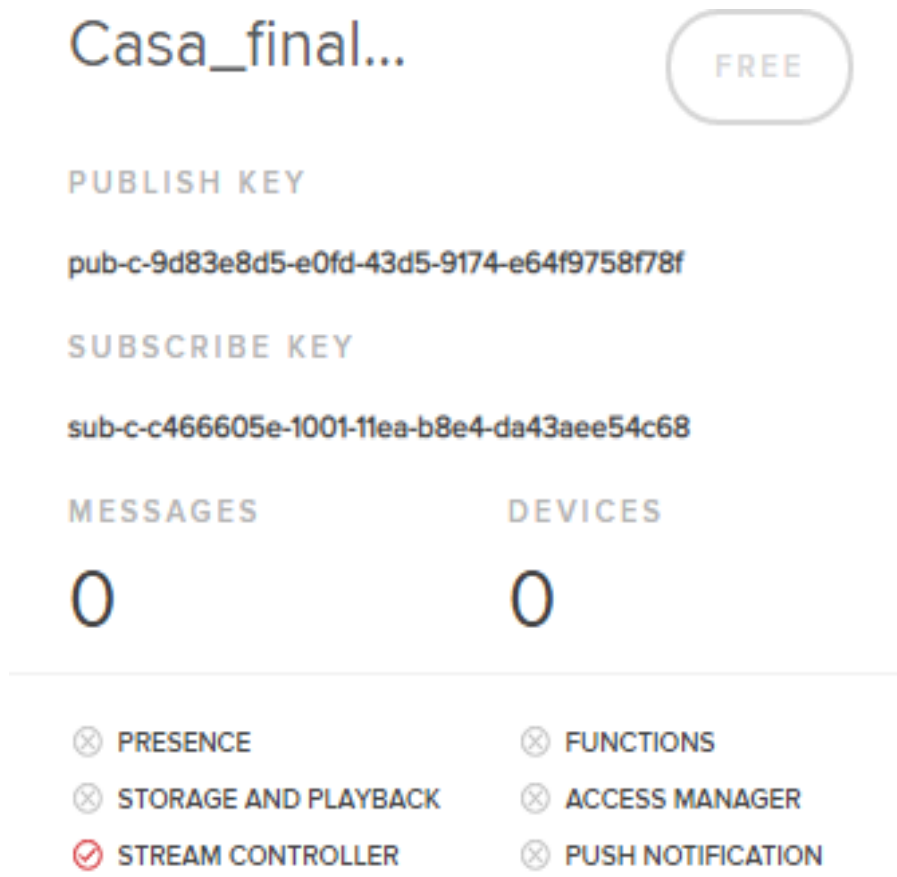 Casa_final...
FREE
PUBLISH KEY
pub-c-9d83e8d5-e0fd-43d5-9174-e64f9758f78f
SUBSCRIBE KEY
sub-c-c466605e-1001-11ea-b8e4-da43aee54c68
MESSAGES DEVICES
0 0
PRESENCE FUNCTIONS
STORAGE AND PLAYBACK ACCESS MANAGER
STREAM CONTROLLER PUSH NOTIFICATION